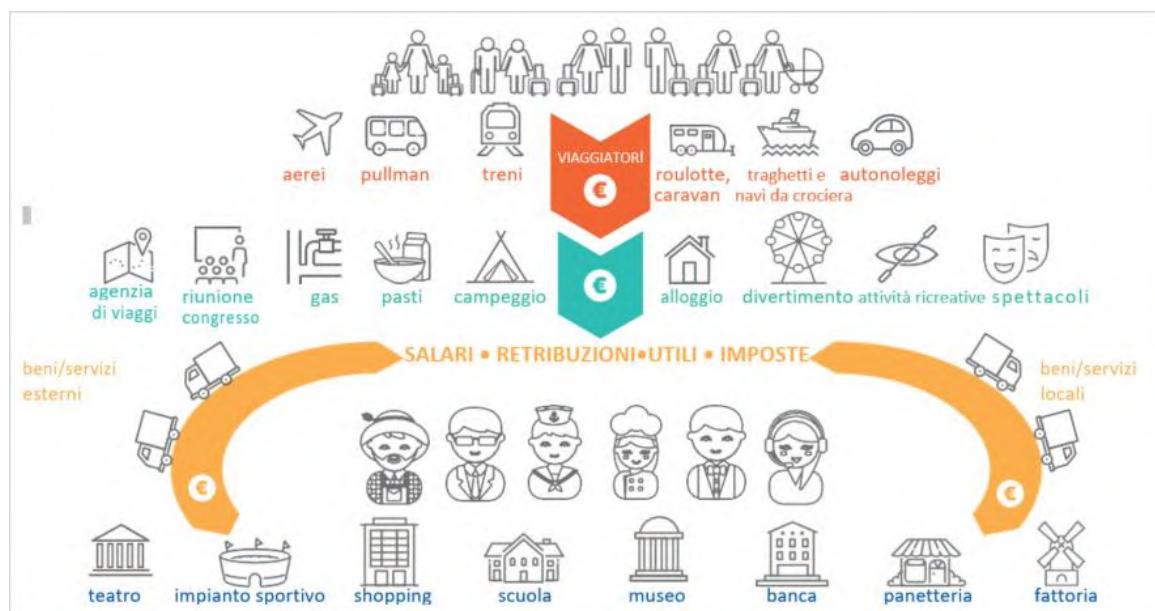 VIAGGIATORÌ
€
aerei
pullman
treni
roulotte,
caravan
traghetti e
navi da crociera
autonoleggi
€
agenzia
di viaggi
riunione
congresso
gas
pasti
campeggio
alloggio
divertimento
attività ricreative
spettacoli
SALARI • RETRIBUZIONI•UTILI • IMPOSTE
beni/servizi
esterni
beni/servizi
locali
€
€
teatro
impianto sportivo
shopping
scuola
museo
banca
panetteria
fattoria